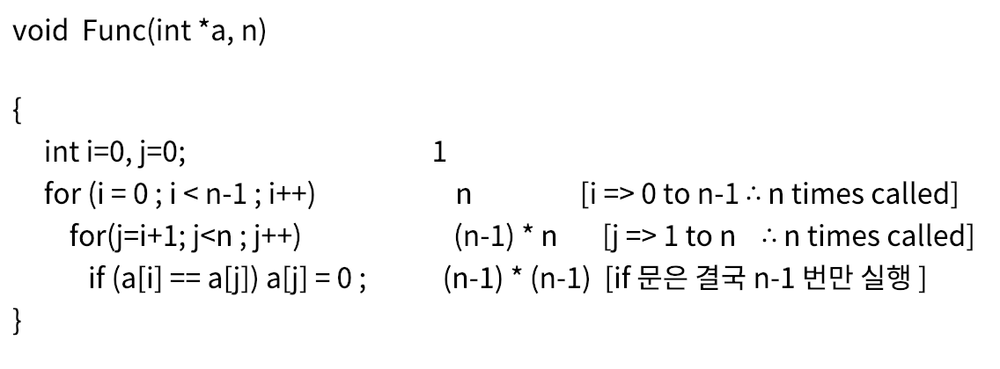 void Func(int *a, n)
{
int i=0, j=0; 1
for (i = 0 ; i < n-1 ; i++) n [i => 0 to n-1 ∴ n times called]
for(j=i+1; j<n ; j++) (n-1) * n [j => 1 to n ∴ n times called]
if (a[i] == a[j]) a[j] = 0 ; (n-1) * (n-1) [if 문은 결국 n-1 번만 실행 ]
}